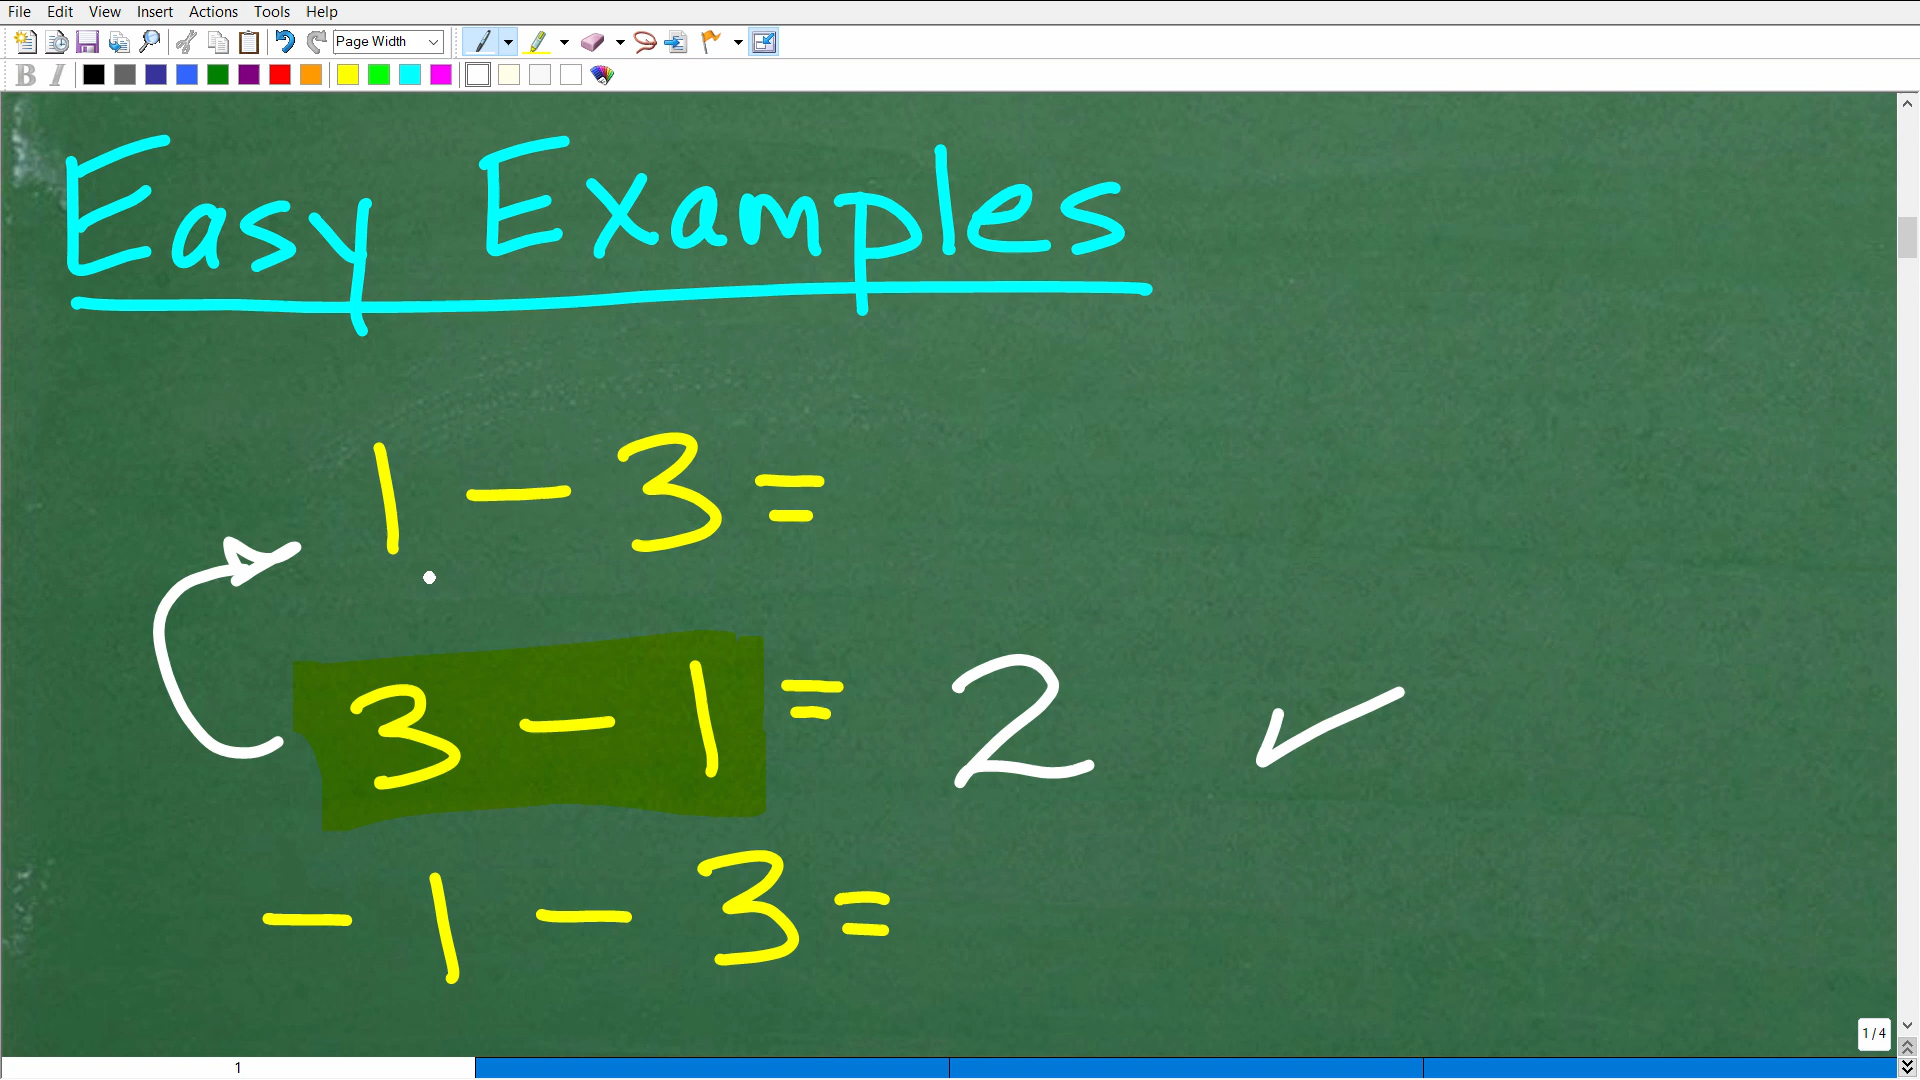 File Edit View Insert Actions Tools Help
Page Width
B I
Easy Examples
1 - 3 =
3 - 1 = 2 ✓
- 1 - 3 =
1 / 4
1